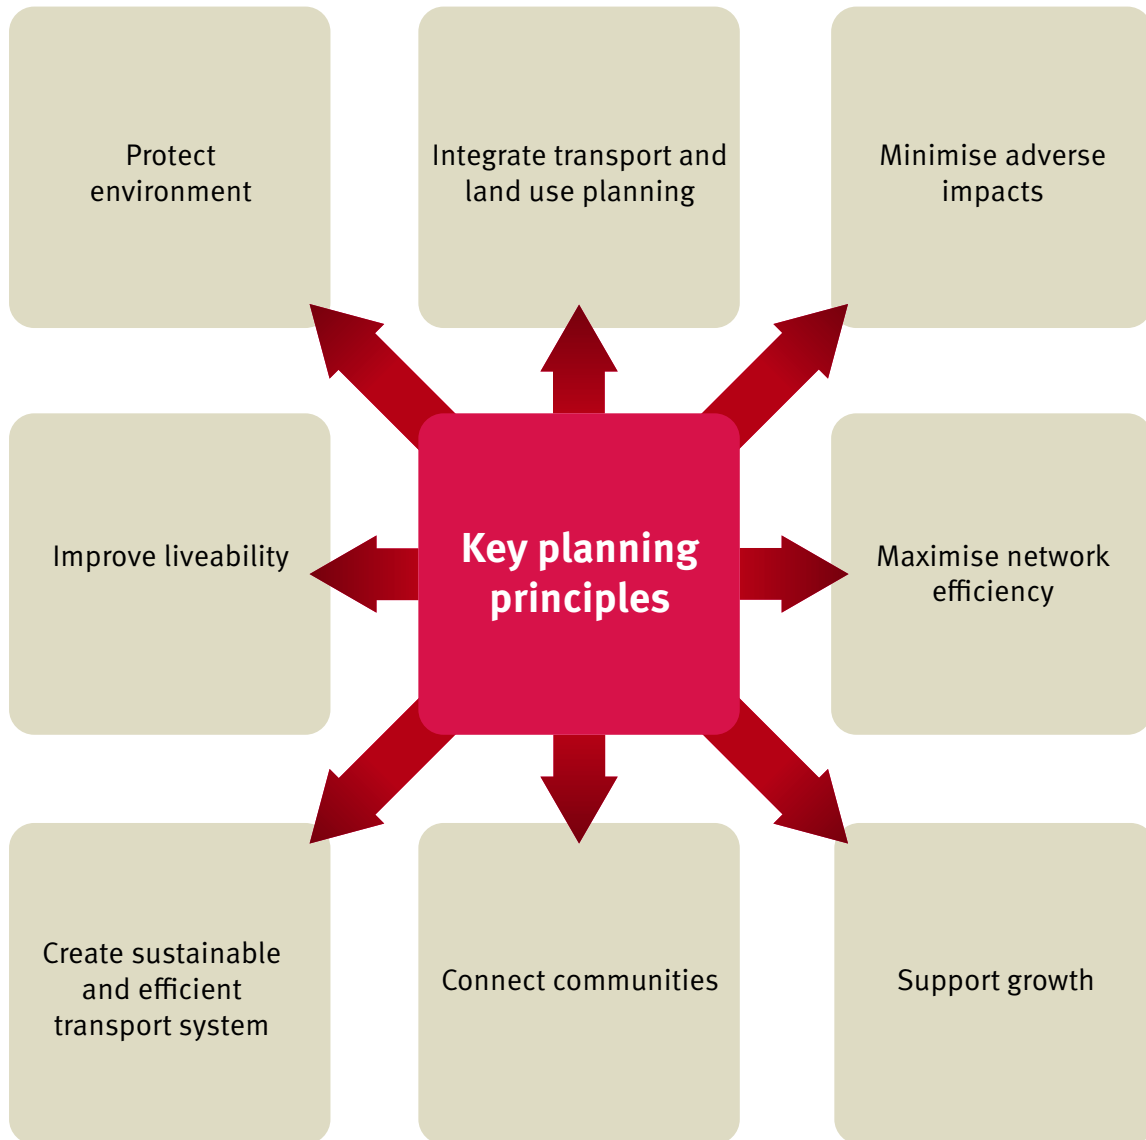 Protect
environment
Integrate transport and
land use planning
Minimise adverse
impacts
Improve liveability
Key planning
principles
Maximise network
efficiency
Create sustainable
and efficient
transport system
Connect communities
Support growth